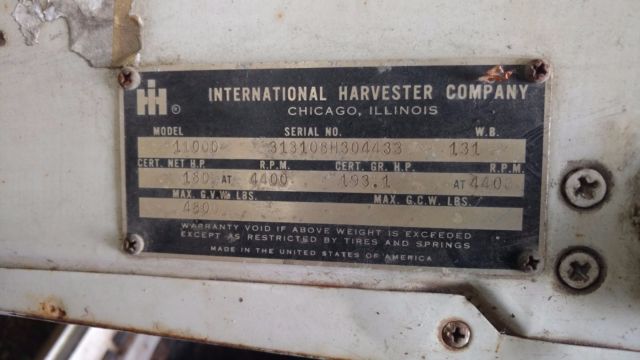 IH ®
INTERNATIONAL HARVESTER COMPANY
CHICAGO, ILLINOIS
MODEL SERIAL NO. W.B.
1100D 313108H304433 131
CERT. NET H.P. R.P.M. CERT. GR. H.P. R.P.M.
180 AT 4400 193.1 AT 440
MAX. G.V.W. LBS. MAX. G.C.W. LBS.
480
WARRANTY VOID IF ABOVE WEIGHT IS EXCEEDED
EXCEPT AS RESTRICTED BY TIRES AND SPRINGS
MADE IN THE UNITED STATES OF AMERICA